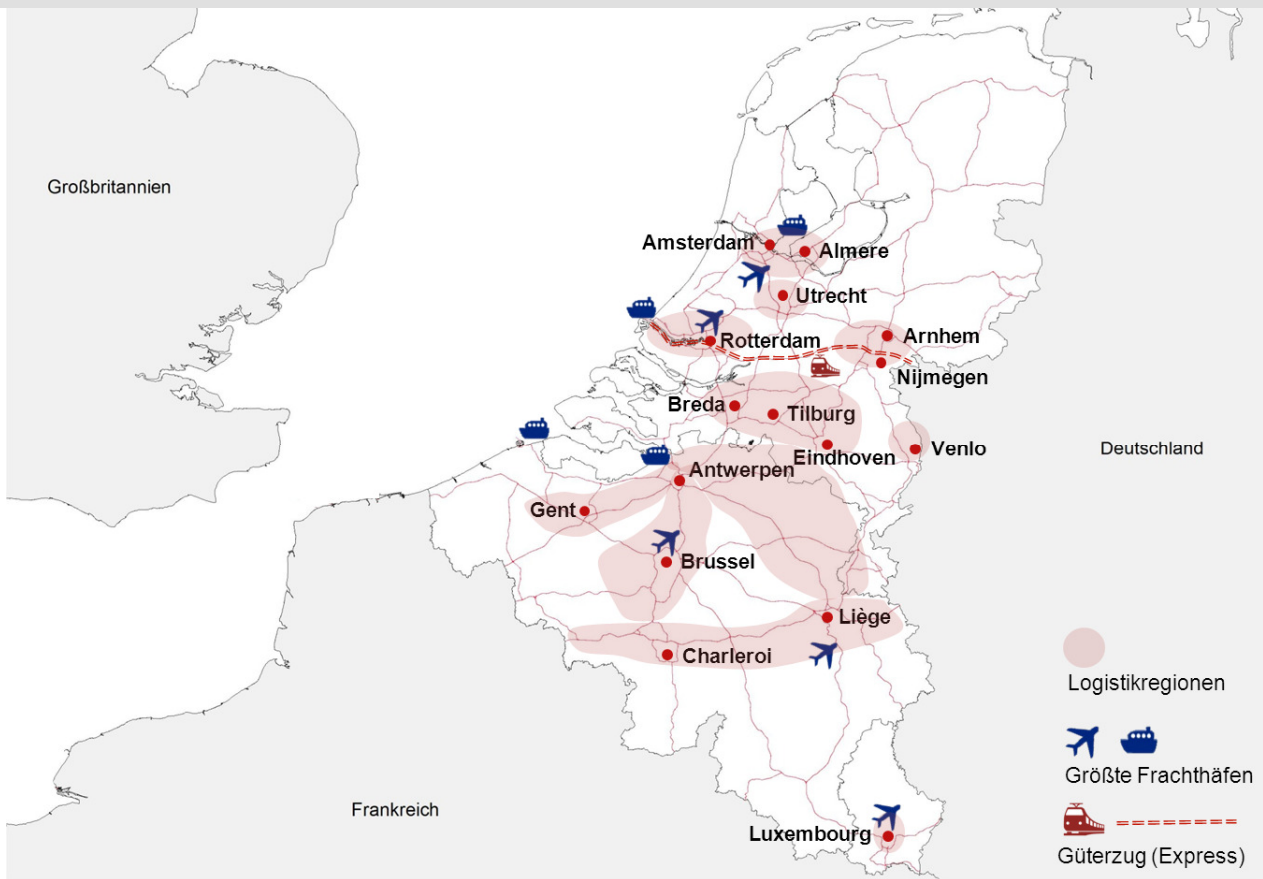 Großbritannien
Amsterdam
Almere
Utrecht
Rotterdam
Arnhem
Nijmegen
Breda
Tilburg
Eindhoven
Venlo
Deutschland
Antwerpen
Gent
Brussel
Liège
Charleroi
Logistikregionen
Größte Frachthäfen
Frankreich
Luxembourg
Güterzug (Express)